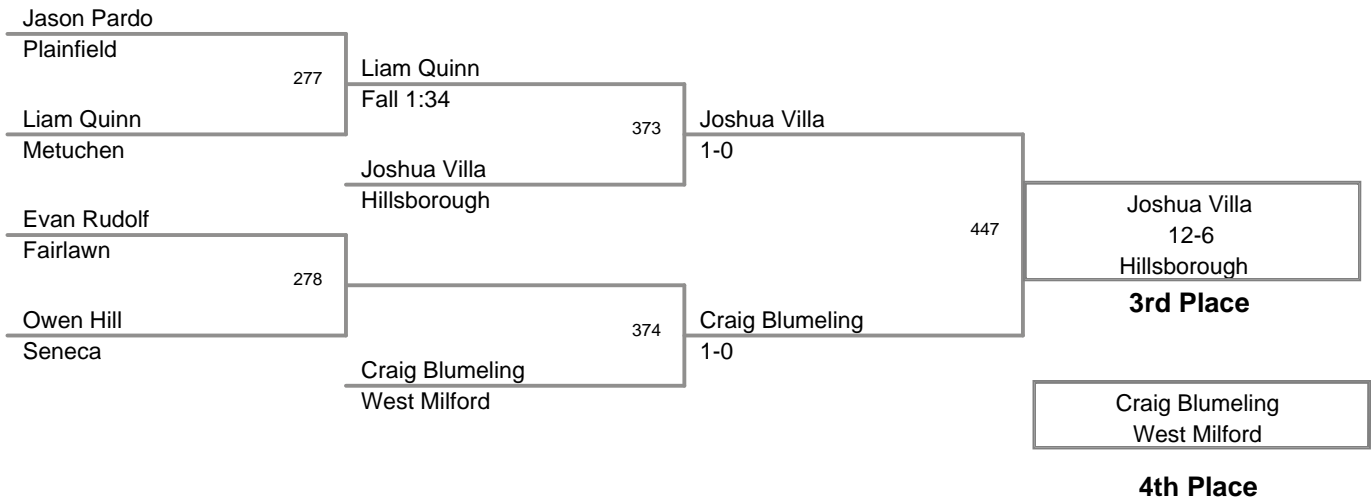 Jason Pardo
Plainfield
277
Liam Quinn
Fall 1:34
Liam Quinn
Metuchen
373
Joshua Villa
1-0
Joshua Villa
Hillsborough
Evan Rudolf
Fairlawn
447
Joshua Villa
12-6
Hillsborough
3rd Place
278
Owen Hill
Seneca
374
Craig Blumeling
1-0
Craig Blumeling
West Milford
Craig Blumeling
West Milford
4th Place